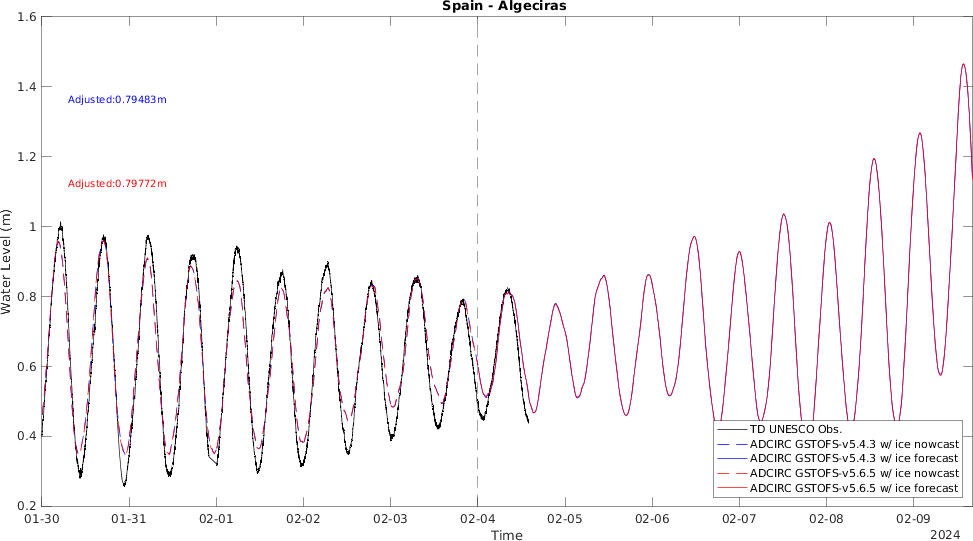 Spain - Algeciras
1.6
1.4
1.2
1
0.8
0.6
0.4
0.2
Water Level (m)
Adjusted:0.79483m
Adjusted:0.79772m
TD UNESCO Obs.
ADCIRC GSTOFS-v5.4.3 w/ ice nowcast
ADCIRC GSTOFS-v5.4.3 w/ ice forecast
ADCIRC GSTOFS-v5.6.5 w/ ice nowcast
ADCIRC GSTOFS-v5.6.5 w/ ice forecast
01-30 01-31 02-01 02-02 02-03 02-04 02-05 02-06 02-07 02-08 02-09
Time
2024